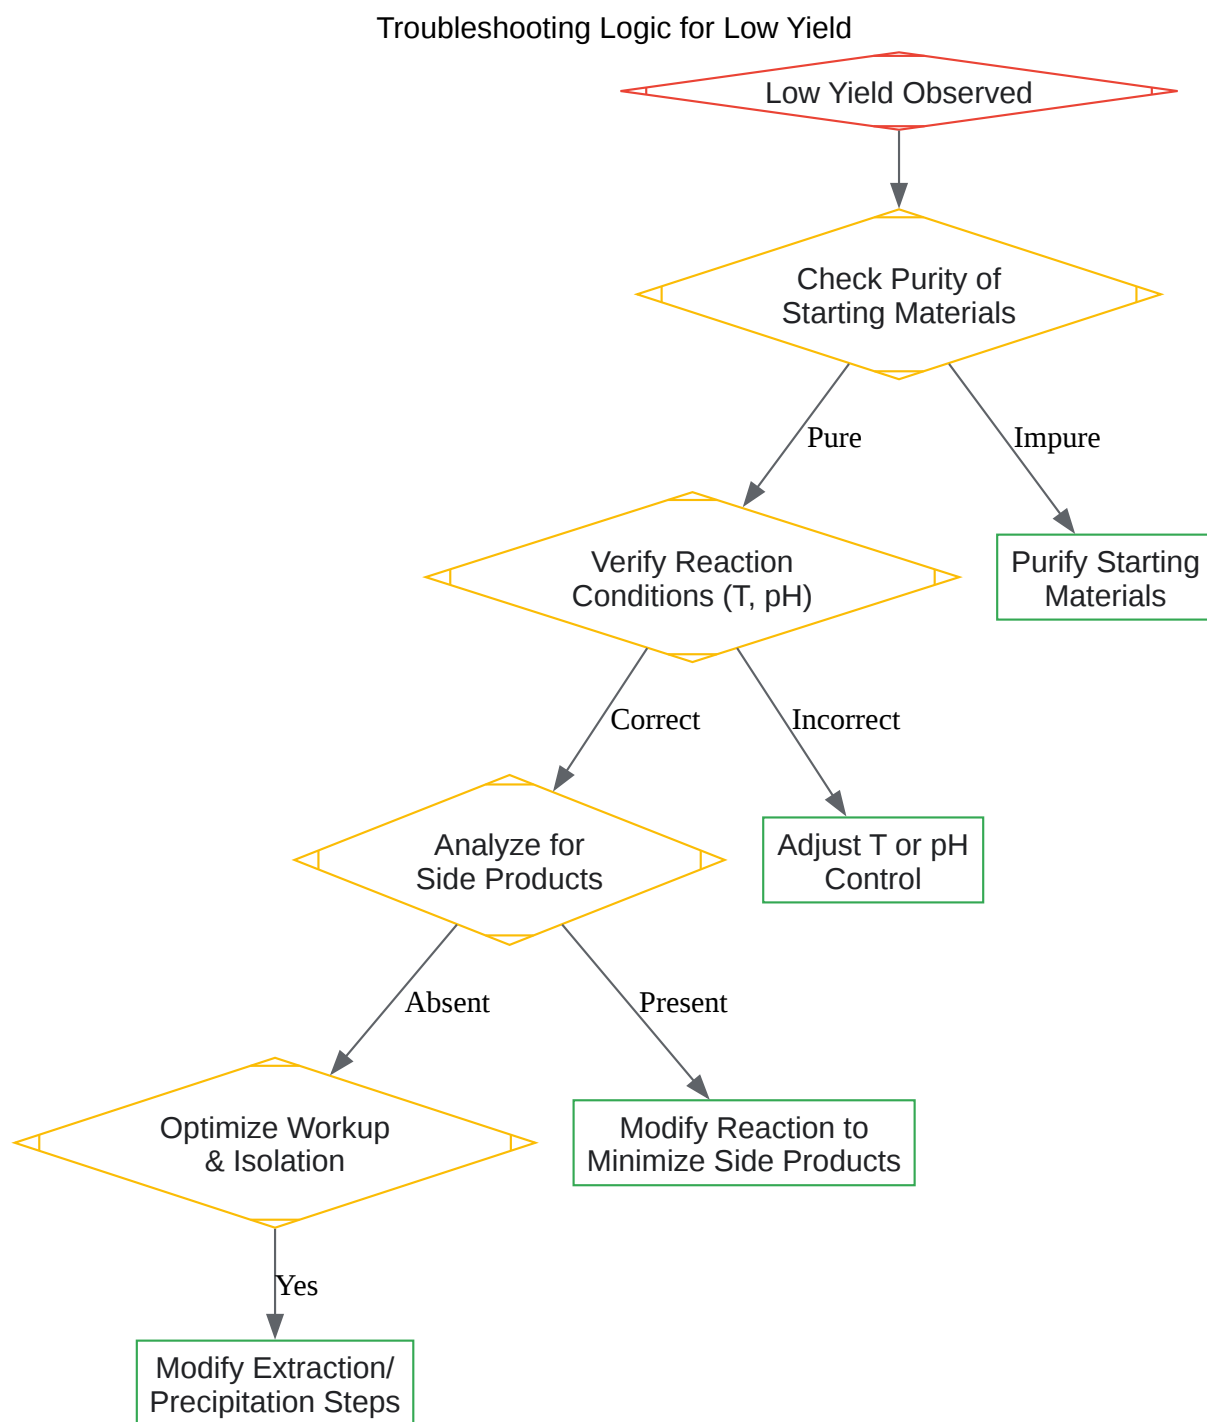 Troubleshooting Logic for Low Yield
Low Yield Observed
Check Purity of
Starting Materials
Pure
Impure
Verify Reaction
Conditions (T, pH)
Purify Starting
Materials
Correct
Incorrect
Analyze for
Side Products
Adjust T or pH
Control
Absent
Present
Optimize Workup
& Isolation
Modify Reaction to
Minimize Side Products
Yes
Modify Extraction/
Precipitation Steps